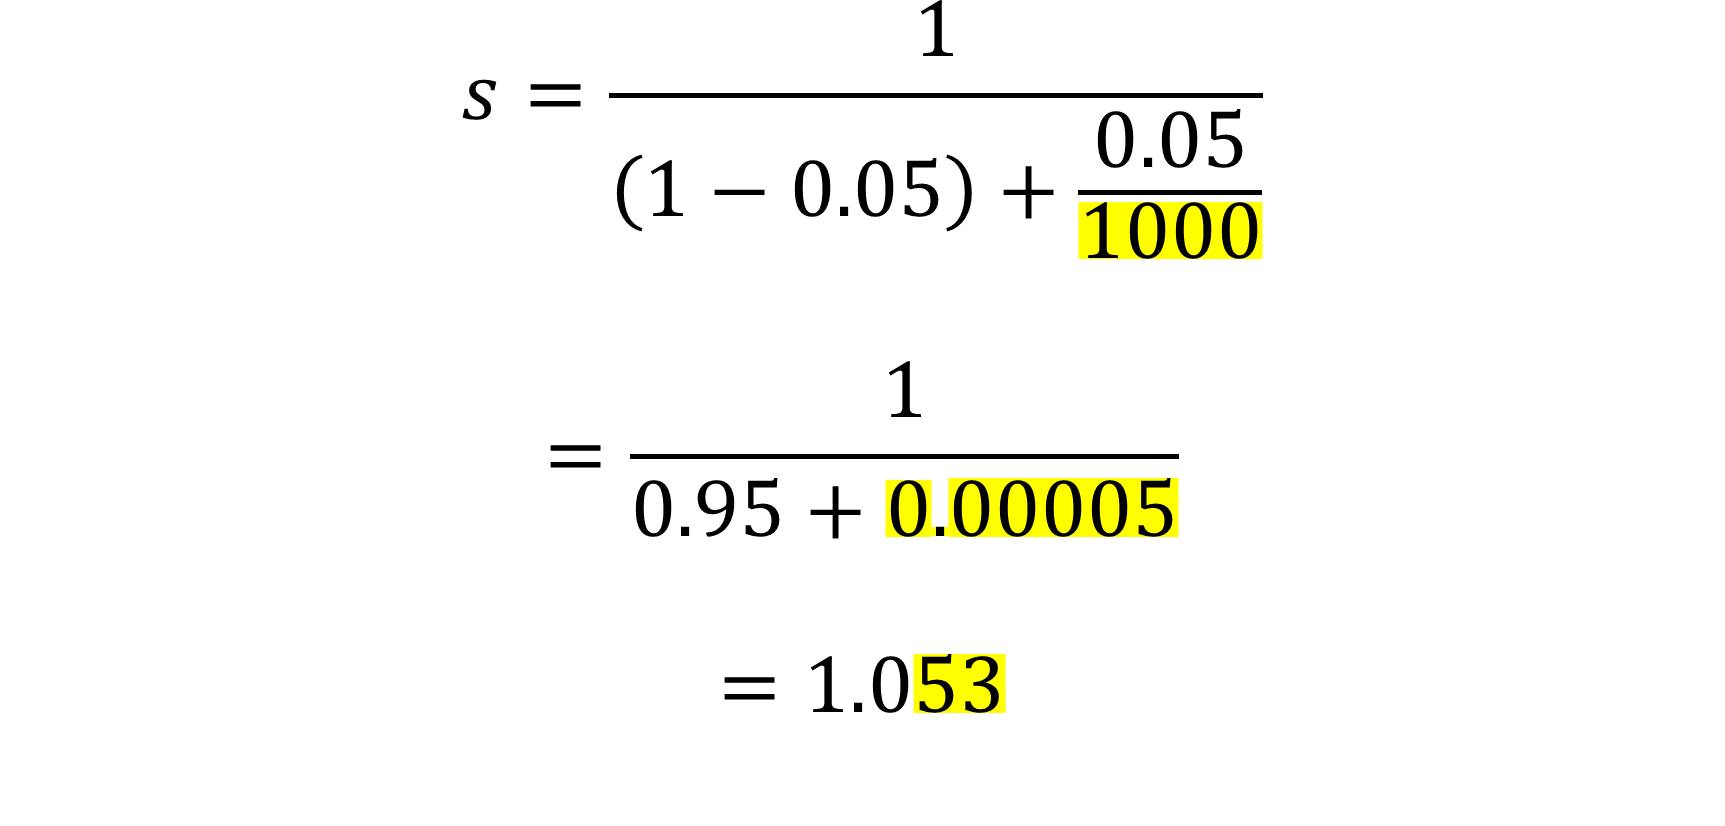 1
s =
0.05
(1 − 0.05) +
1000
1
=
0.95 + 0.00005
= 1.053